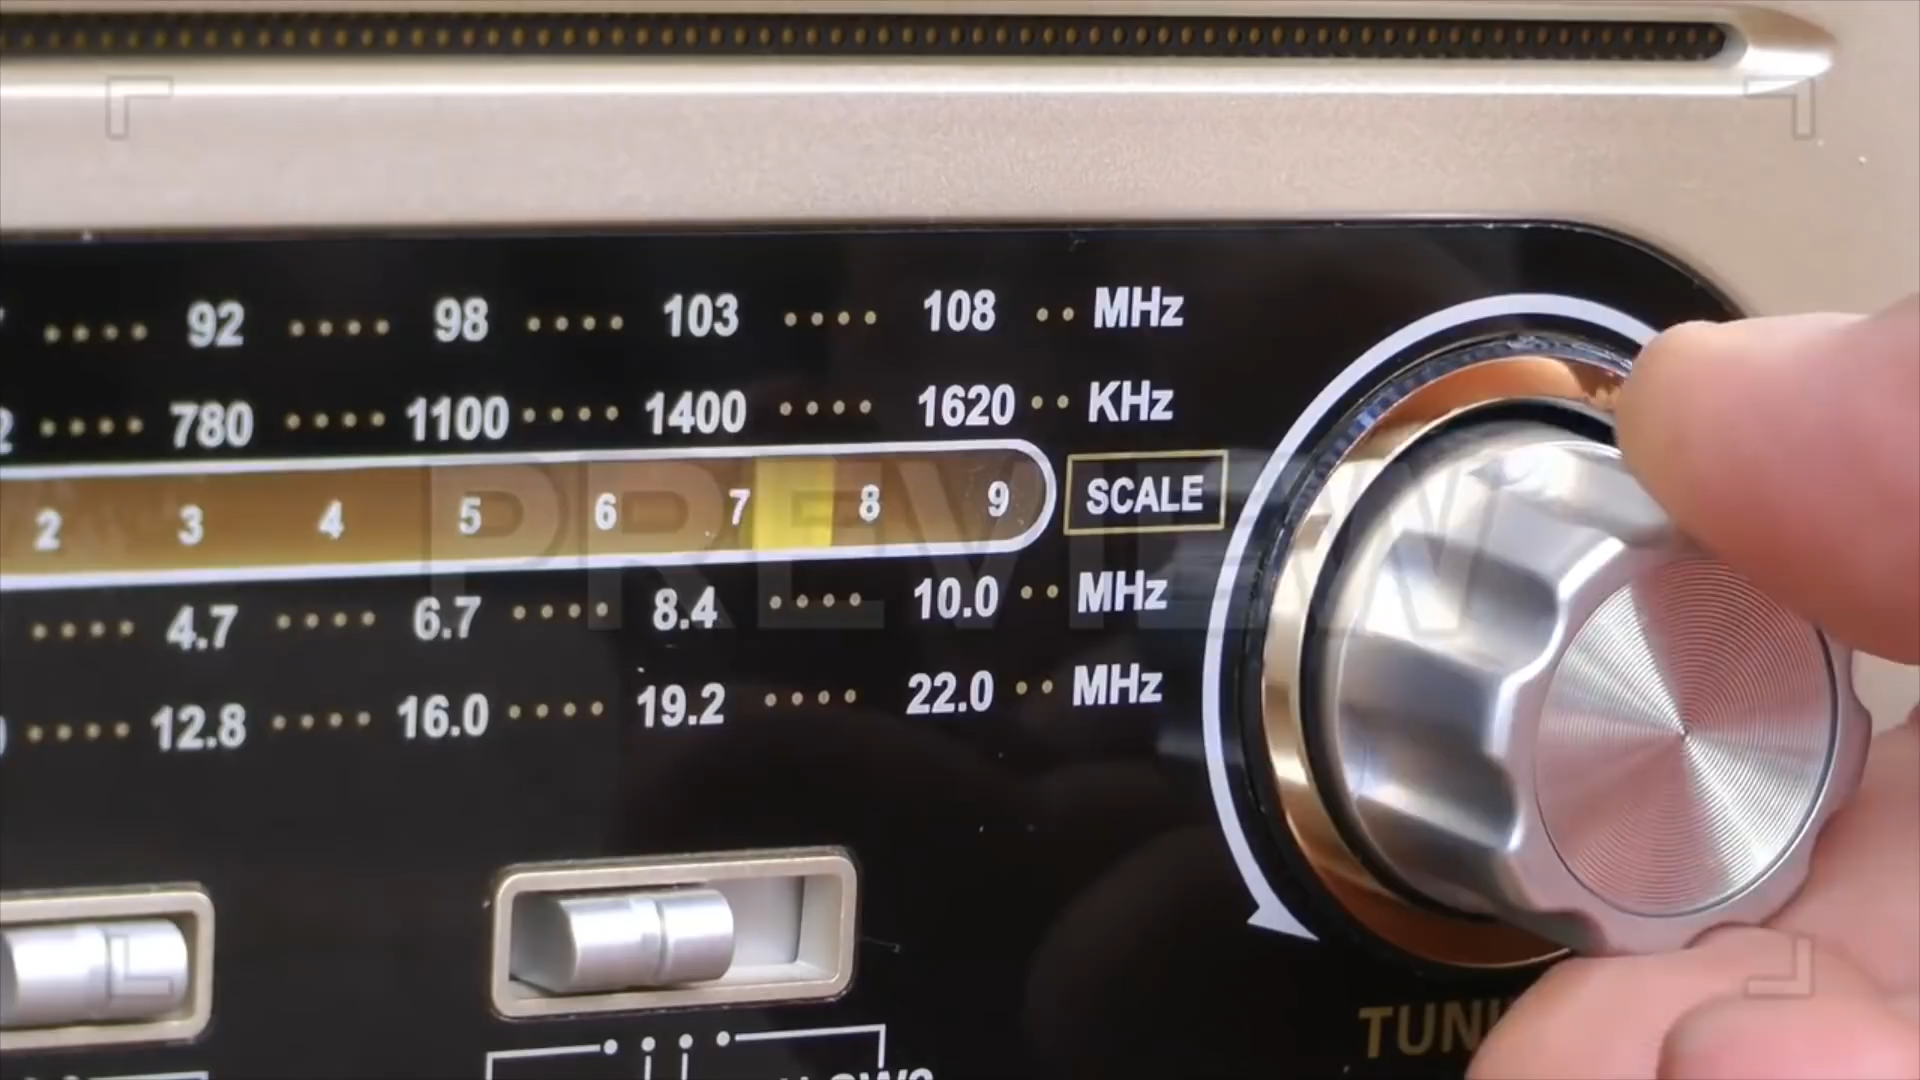 92 98 103 108 MHz
780 1100 1400 1620 KHz
2 3 4 5 6 7 8 9 SCALE
4.7 6.7 8.4 10.0 MHz
12.8 16.0 19.2 22.0 MHz
PREVIEW